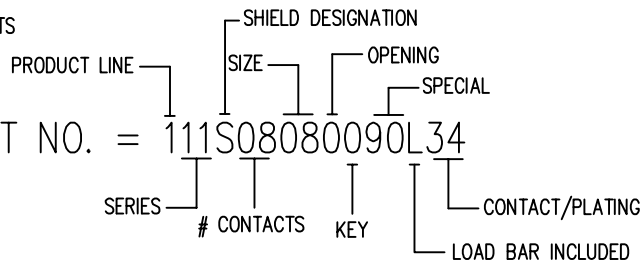 TS
SHIELD DESIGNATION
PRODUCT LINE
SIZE
OPENING
SPECIAL
T NO. = 111S08080090L34
SERIES
# CONTACTS
KEY
CONTACT/PLATING
LOAD BAR INCLUDED